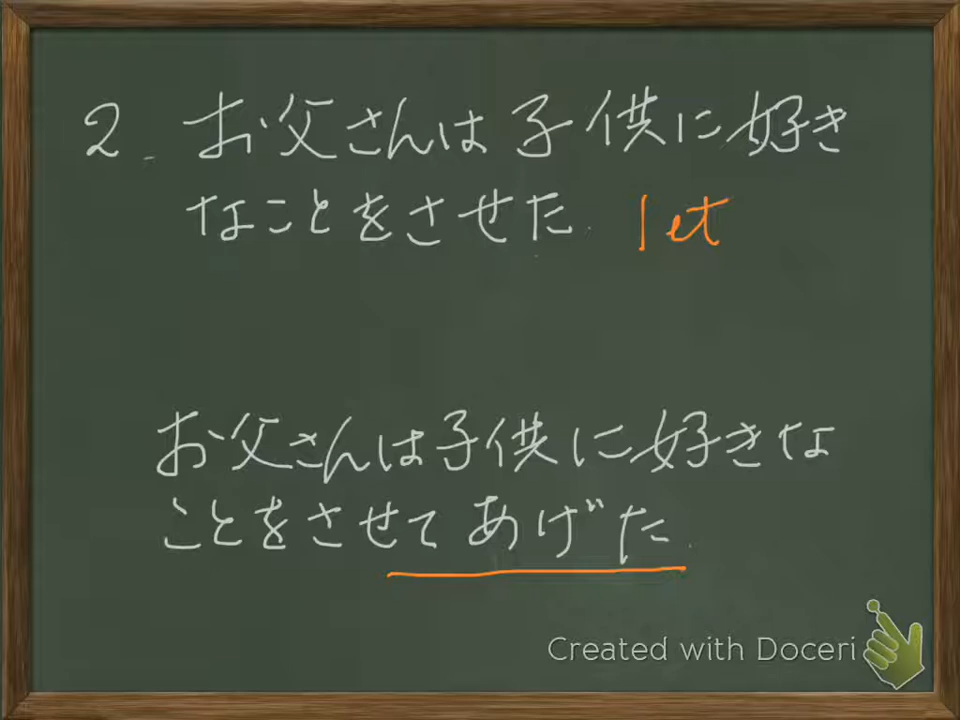 2. お父さんは子供に好き
なことをさせた. let
お父さんは子供に好きな
ことをさせてあげた.
Created with Doceri